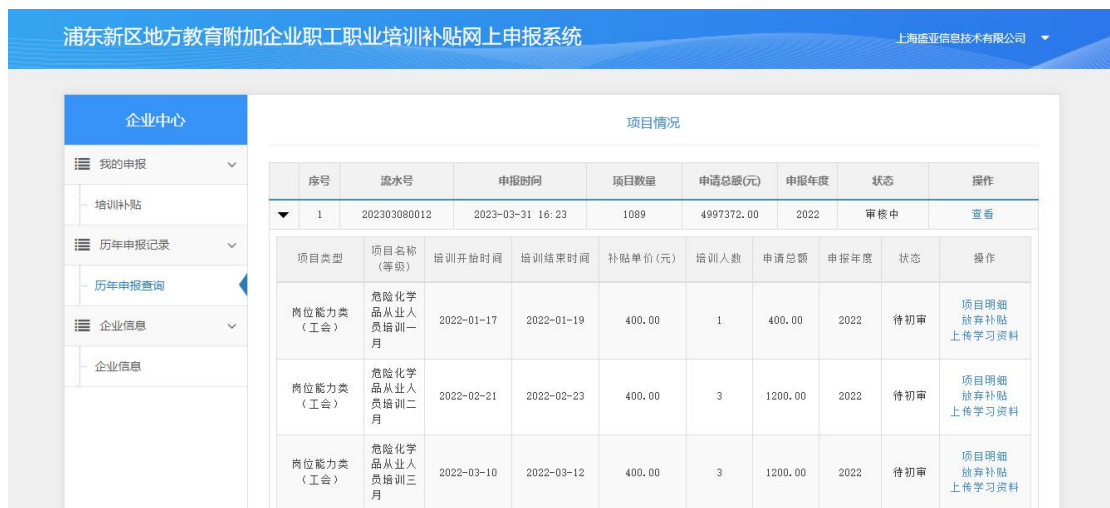 浦东新区地方教育附加企业职工职业培训补贴网上申报系统
上海盛亚信息技术有限公司
企业中心
我的申报
培训补贴
历年申报记录
历年申报查询
企业信息
企业信息
项目情况
序号 流水号 申报时间 项目数量 申请总额(元) 申报年度 状态 操作
1 202303080012 2023-03-31 16:23 1089 4997372.00 2022 审核中 查看
项目类型 项目名称 培训开始时间 培训结束时间 补贴单价(元) 培训人数 申请总额 申报年度 状态 操作
(等级)
岗位能力类
(工会)
危险化学
品从业人
员培训一
月
2022-01-17 2022-01-19 400.00 1 400.00 2022 待初审
项目明细
放弃补贴
上传学习资料
岗位能力类
(工会)
危险化学
品从业人
员培训二
月
2022-02-21 2022-02-23 400.00 3 1200.00 2022 待初审
项目明细
放弃补贴
上传学习资料
岗位能力类
(工会)
危险化学
品从业人
员培训三
月
2022-03-10 2022-03-12 400.00 3 1200.00 2022 待初审
项目明细
放弃补贴
上传学习资料